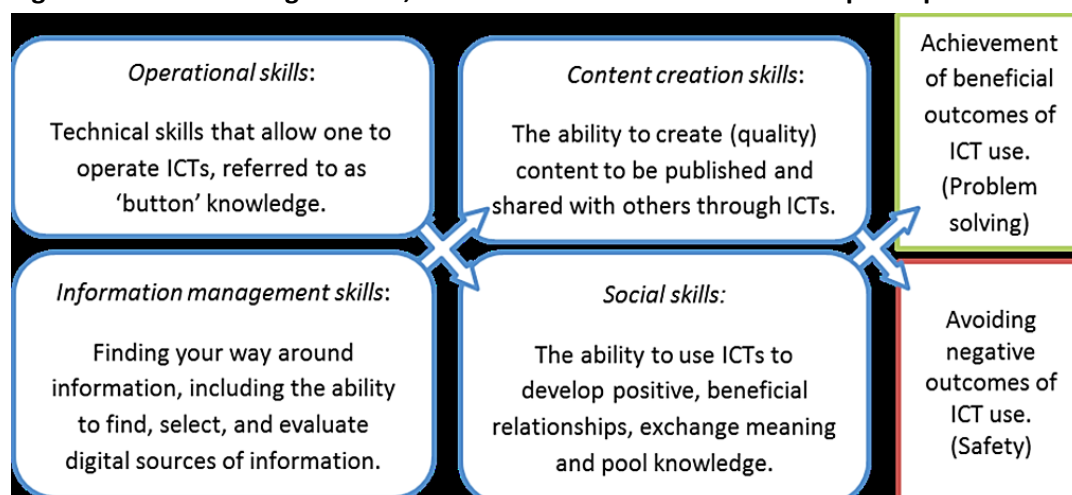 Operational skills:
Technical skills that allow one to
operate ICTs, referred to as
‘button’ knowledge.
Content creation skills:
The ability to create (quality)
content to be published and
shared with others through ICTs.
Achievement
of beneficial
outcomes of
ICT use.
(Problem
solving)
Information management skills:
Finding your way around
information, including the ability
to find, select, and evaluate
digital sources of information.
Social skills:
The ability to use ICTs to
develop positive, beneficial
relationships, exchange meaning
and pool knowledge.
Avoiding
negative
outcomes of
ICT use.
(Safety)